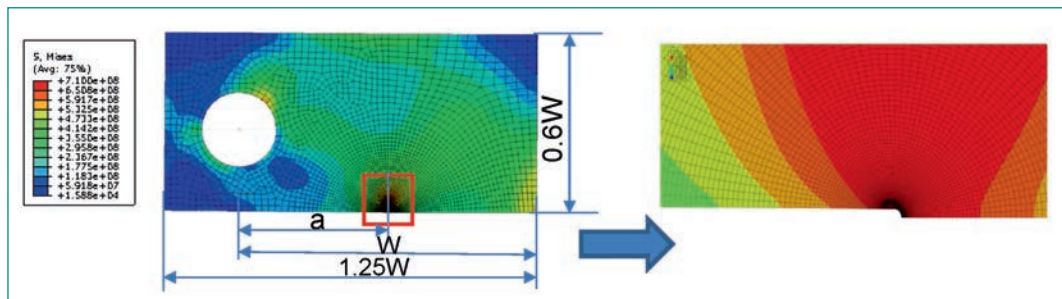 S, Mises
(Avg: 75%)
+7.100e+08
+6.508e+08
+5.917e+08
+5.325e+08
+4.733e+08
+4.142e+08
+3.550e+08
+2.958e+08
+2.367e+08
+1.775e+08
+1.183e+08
+5.918e+07
+1.588e+04
0.6W
a
W
1.25W